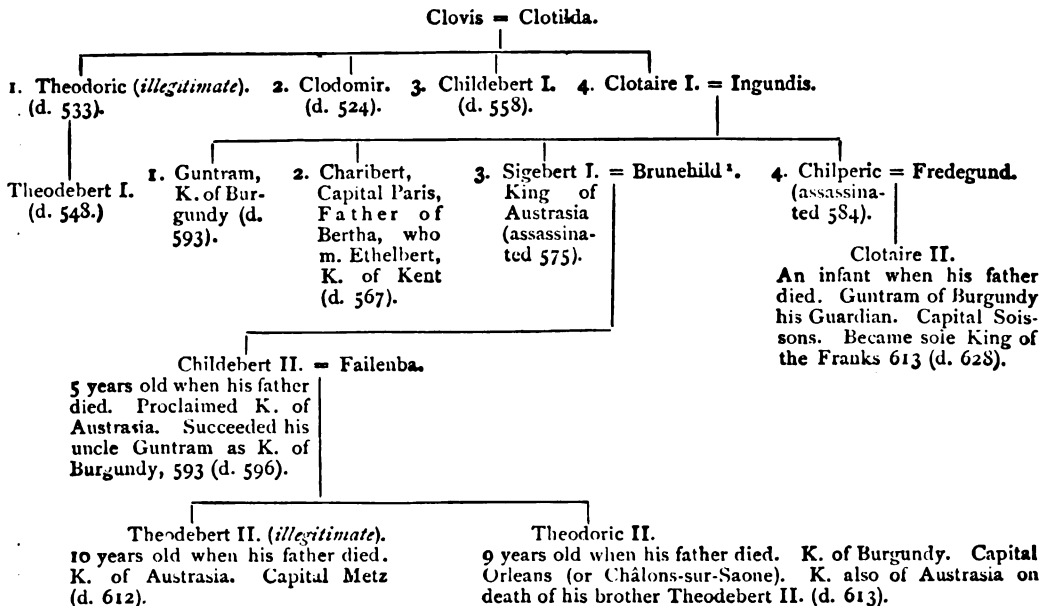 Clovis = Clotilda.
1. Theodoric (illegitimate).
(d. 533).
2. Clodomir.
(d. 524).
3. Childebert I.
(d. 558).
4. Clotaire I. = Ingundis.
Theodebert I.
(d. 548.)
1. Guntram,
K. of Bur-
gundy (d.
593).
2. Charibert,
Capital Paris,
Father of
Bertha, who
m. Ethelbert,
K. of Kent
(d. 567).
3. Sigebert I. = Brunehild ¹.
King of
Austrasia
(assassina-
ted 575).
4. Chilperic = Fredegund.
(assassina-
ted 584).
Clotaire II.
An infant when his father
died. Guntram of Burgundy
his Guardian. Capital Sois-
sons. Became sole King of
the Franks 613 (d. 628).
Childebert II. = Failenba.
5 years old when his father
died. Proclaimed K. of
Austrasia. Succeeded his
uncle Guntram as K. of
Burgundy, 593 (d. 596).
Theodebert II. (illegitimate).
10 years old when his father died.
K. of Austrasia. Capital Metz
(d. 612).
Theodoric II.
9 years old when his father died. K. of Burgundy. Capital
Orleans (or Châlons-sur-Saone). K. also of Austrasia on
death of his brother Theodebert II. (d. 613).